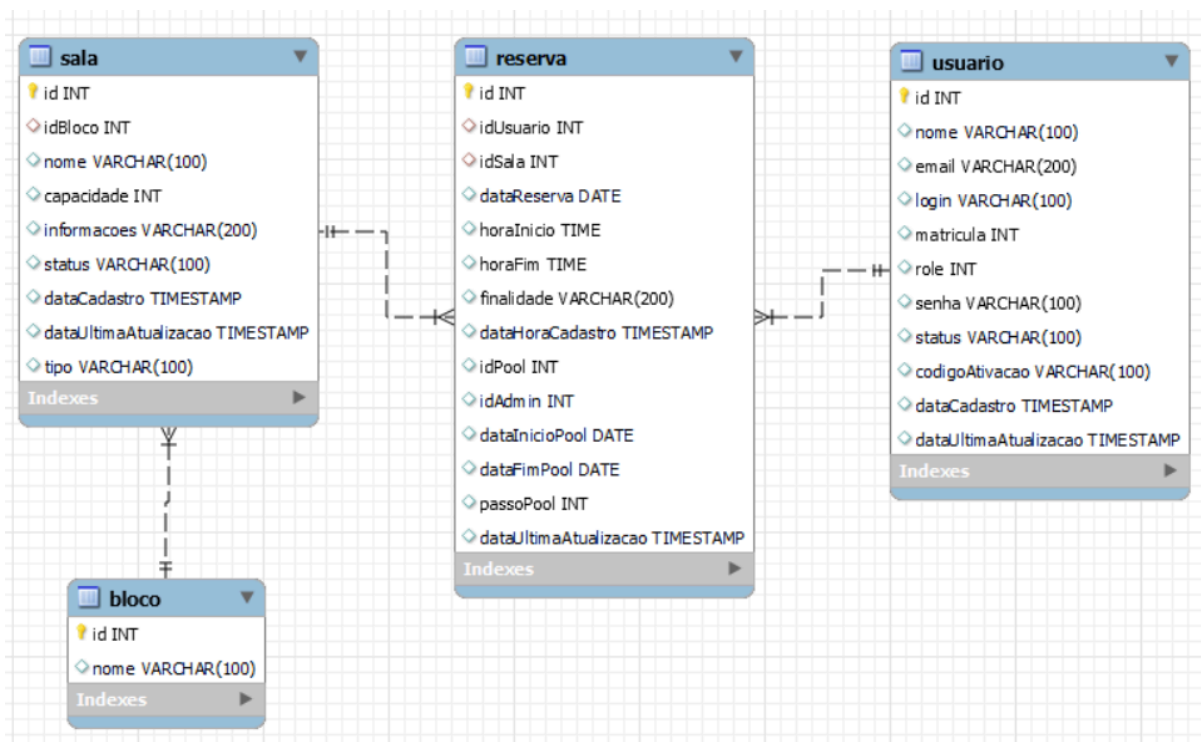 sala
id INT
idBloco INT
nome VARCHAR(100)
capacidade INT
informacoes VARCHAR(200)
status VARCHAR(100)
dataCadastro TIMESTAMP
dataUltimaAtualizacao TIMESTAMP
tipo VARCHAR(100)
Indexes
reserva
id INT
idUsuario INT
idSala INT
dataReserva DATE
horaInicio TIME
horaFim TIME
finalidade VARCHAR(200)
dataHoraCadastro TIMESTAMP
idPool INT
idAdmin INT
dataInicioPool DATE
dataFimPool DATE
passoPool INT
dataUltimaAtualizacao TIMESTAMP
Indexes
usuario
id INT
nome VARCHAR(100)
email VARCHAR(200)
login VARCHAR(100)
matricula INT
role INT
senha VARCHAR(100)
status VARCHAR(100)
codigoAtivacao VARCHAR(100)
dataCadastro TIMESTAMP
dataUltimaAtualizacao TIMESTAMP
Indexes
bloco
id INT
nome VARCHAR(100)
Indexes